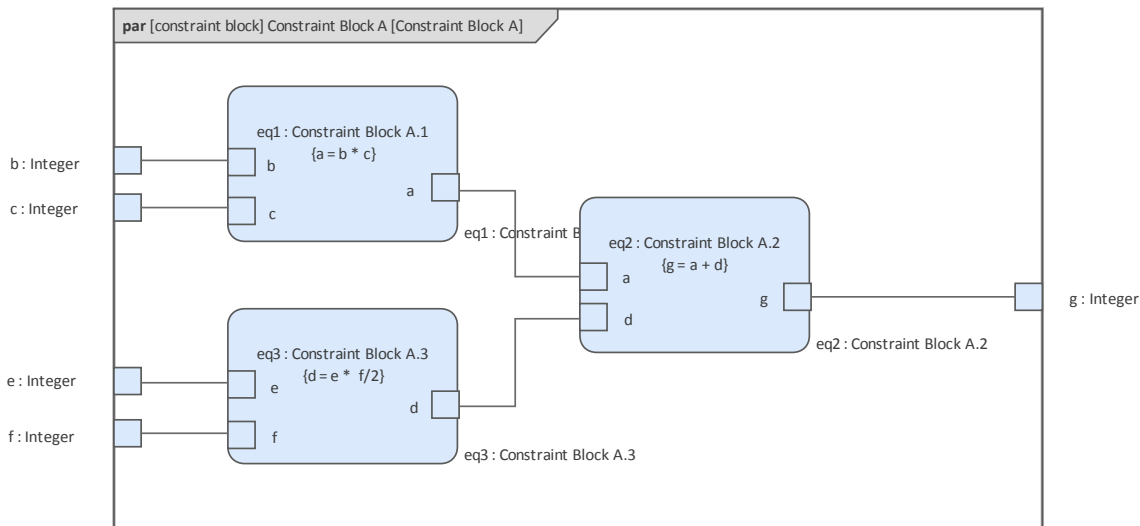 par [constraint block] Constraint Block A [Constraint Block A]
eq1 : Constraint Block A.1
{a = b * c}
b : Integer
b
a
c : Integer
c
eq1 : Constraint B
eq2 : Constraint Block A.2
{g = a + d}
a
g
g : Integer
d
eq2 : Constraint Block A.2
eq3 : Constraint Block A.3
{d = e * f/2}
e : Integer
e
d
f : Integer
f
eq3 : Constraint Block A.3